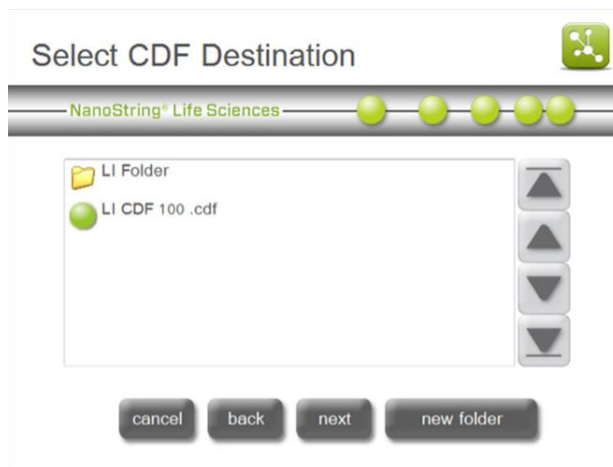 Select CDF Destination
NanoString® Life Sciences
LI Folder
LI CDF 100 .cdf
cancel back next new folder